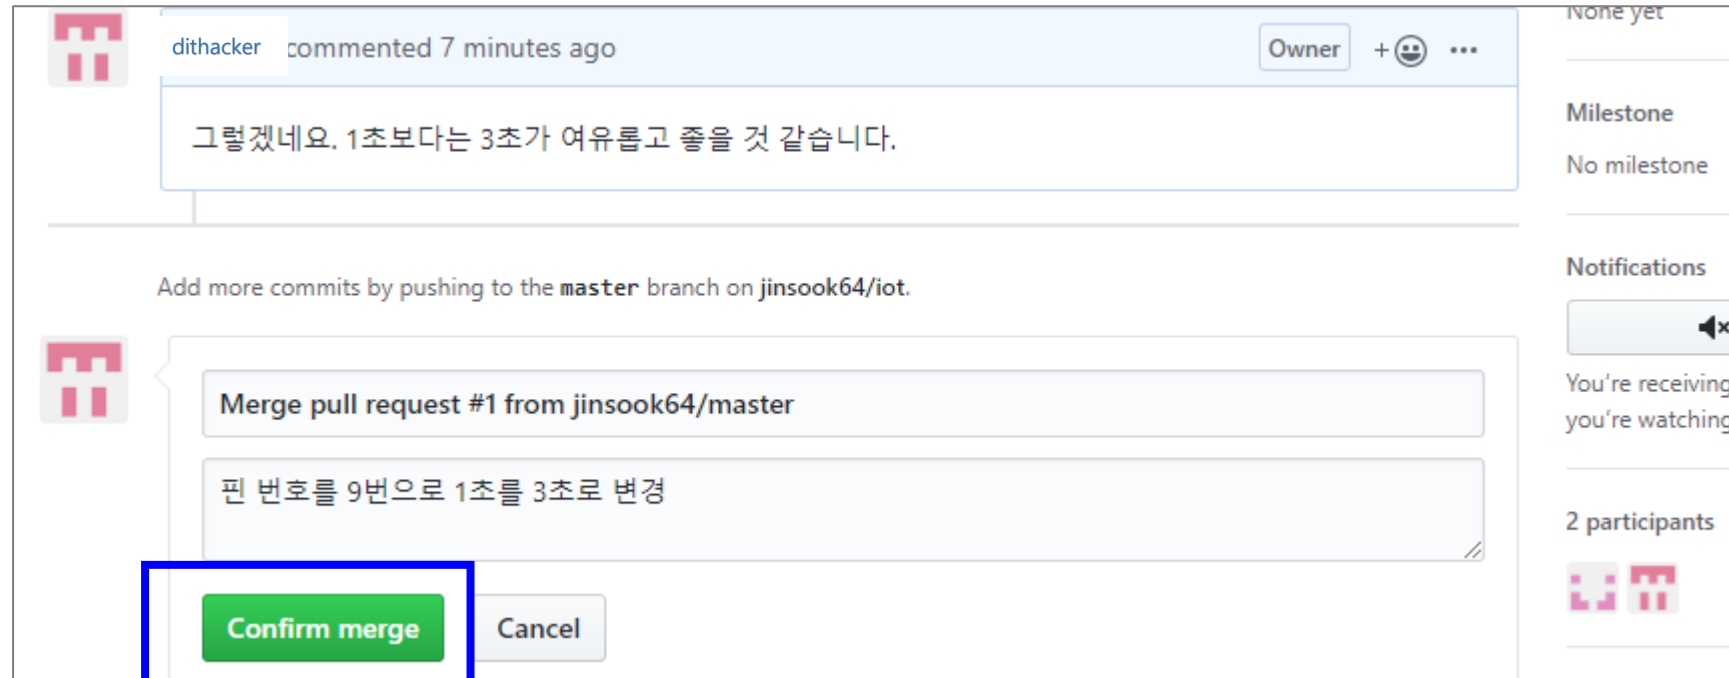 None yet
dithacker commented 7 minutes ago Owner
그렇겠네요. 1초보다는 3초가 여유롭고 좋을 것 같습니다.
Milestone
No milestone
Add more commits by pushing to the master branch on jinsook64/iot.
Notifications
Merge pull request #1 from jinsook64/master
You're receiving
you're watching
핀 번호를 9번으로 1초를 3초로 변경
2 participants
Confirm merge Cancel